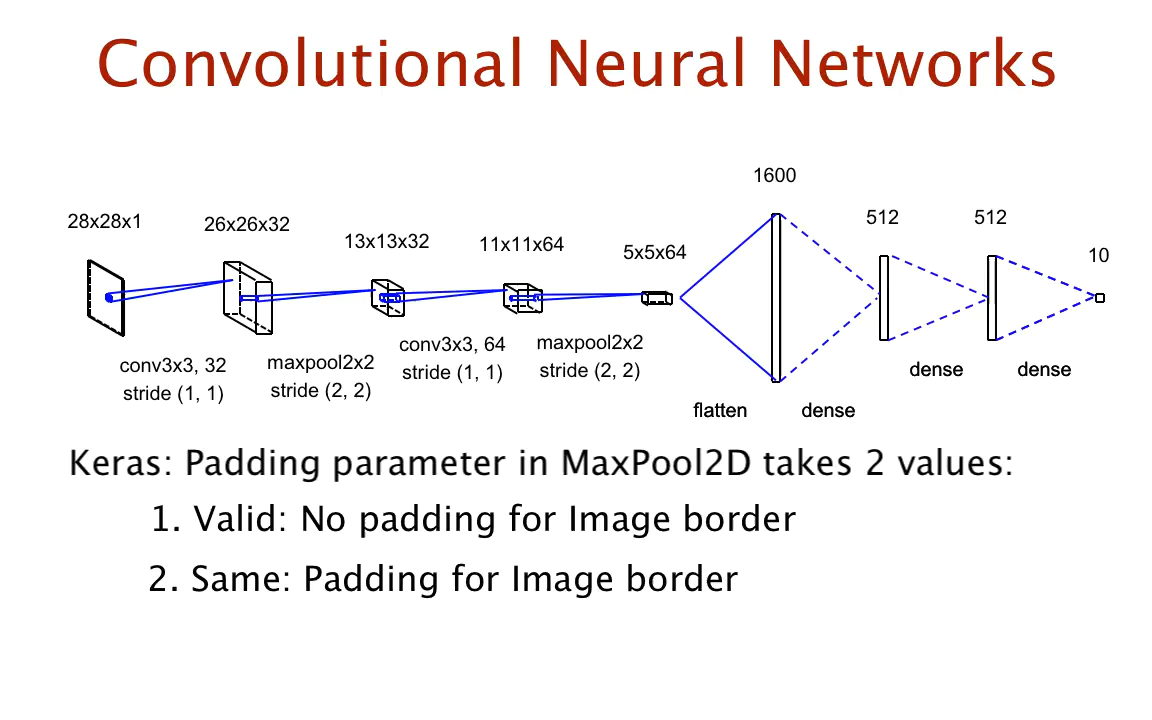 Convolutional Neural Networks
1600
28x28x1
26x26x32
13x13x32
11x11x64
5x5x64
512
512
10
conv3x3, 32
stride (1, 1)
maxpool2x2
stride (2, 2)
conv3x3, 64
stride (1, 1)
maxpool2x2
stride (2, 2)
flatten
dense
dense
dense
Keras: Padding parameter in MaxPool2D takes 2 values:
1. Valid: No padding for Image border
2. Same: Padding for Image border